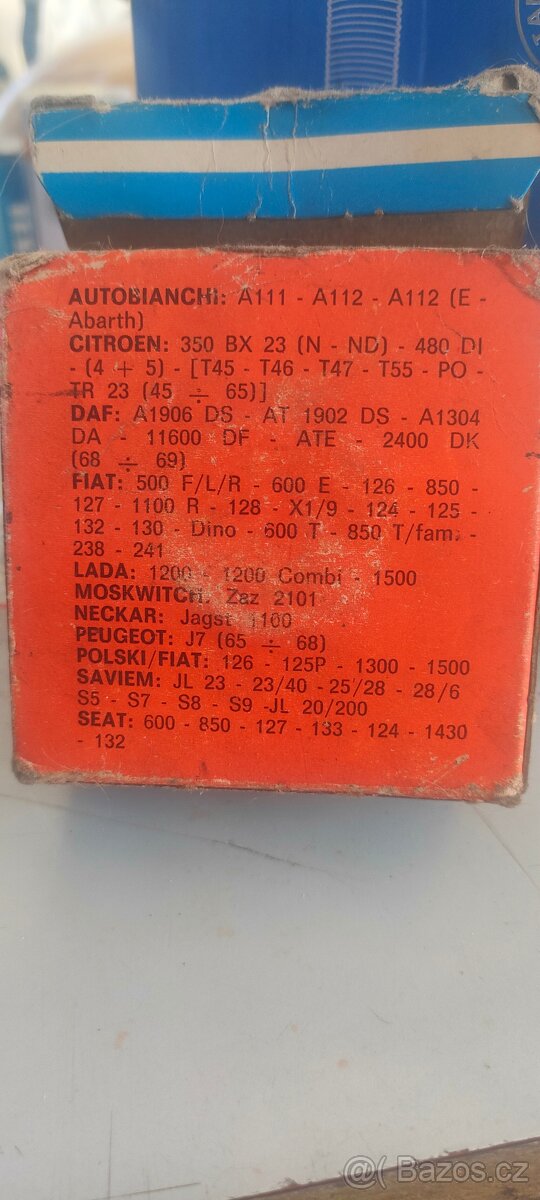 AUTOBIANCHI: A111 - A112 - A112 (E -
Abarth)
CITROEN: 350 BX 23 (N - ND) - 480 DI
- (4 + 5) - [T45 - T46 - T47 - T55 - PO -
TR 23 (45 ÷ 65)]
DAF: A1906 DS - AT 1902 DS - A1304
DA - 11600 DF - ATE - 2400 DK
(68 ÷ 69)
FIAT: 500 F/L/R - 600 E - 126 - 850 -
127 - 1100 R - 128 - X1/9 - 124 - 125 -
132 - 130 - Dino - 600 T - 850 T/fam. -
238 - 241
LADA: 1200 - 1200 Combi - 1500
MOSKWITCH: Zaz 2101
NECKAR: Jagst 1100
PEUGEOT: J7 (65 ÷ 68)
POLSKI/FIAT: 126 - 125P - 1300 - 1500
SAVIEM: JL 23 - 23/40 - 25/28 - 28/6
S5 - S7 - S8 - S9 -JL 20/200
SEAT: 600 - 850 - 127 - 133 - 124 - 1430
- 132
Bazos.cz